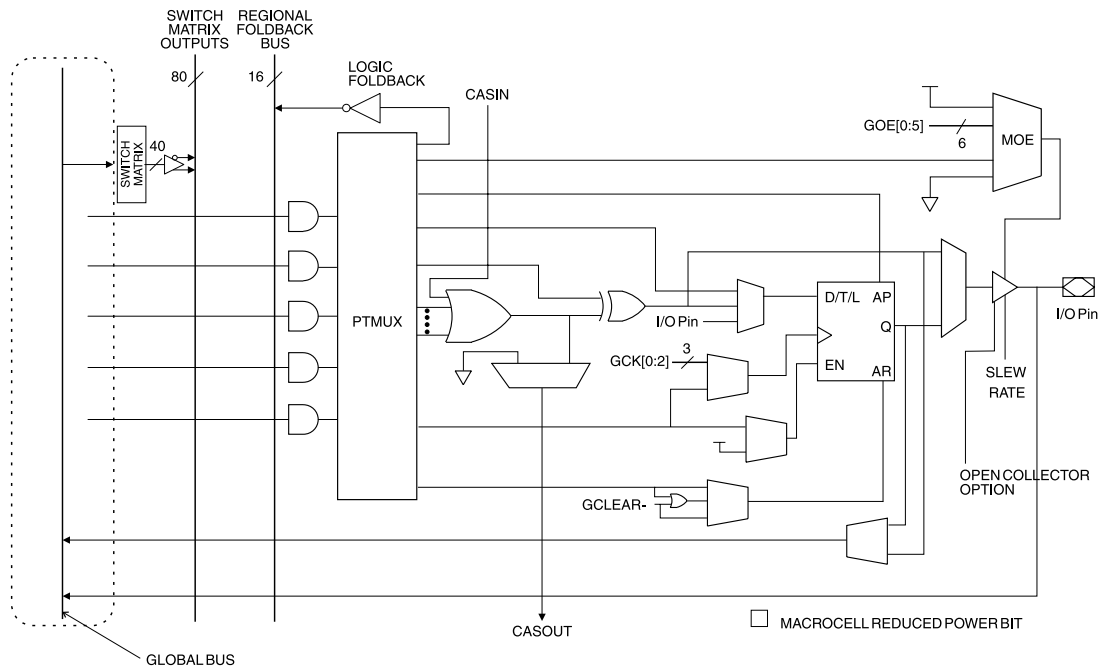 SWITCH
MATRIX
OUTPUTS
REGIONAL
FOLDBACK
BUS
80
16
LOGIC
FOLDBACK
CASIN
GOE[0:5]
6
MOE
SWITCH
MATRIX
40
PTMUX
I/O Pin
D/T/L
AP
Q
EN
AR
GCK[0:2]
3
I/O Pin
SLEW
RATE
OPEN COLLECTOR
OPTION
GCLEAR-
CASOUT
MACROCELL REDUCED POWER BIT
GLOBAL BUS